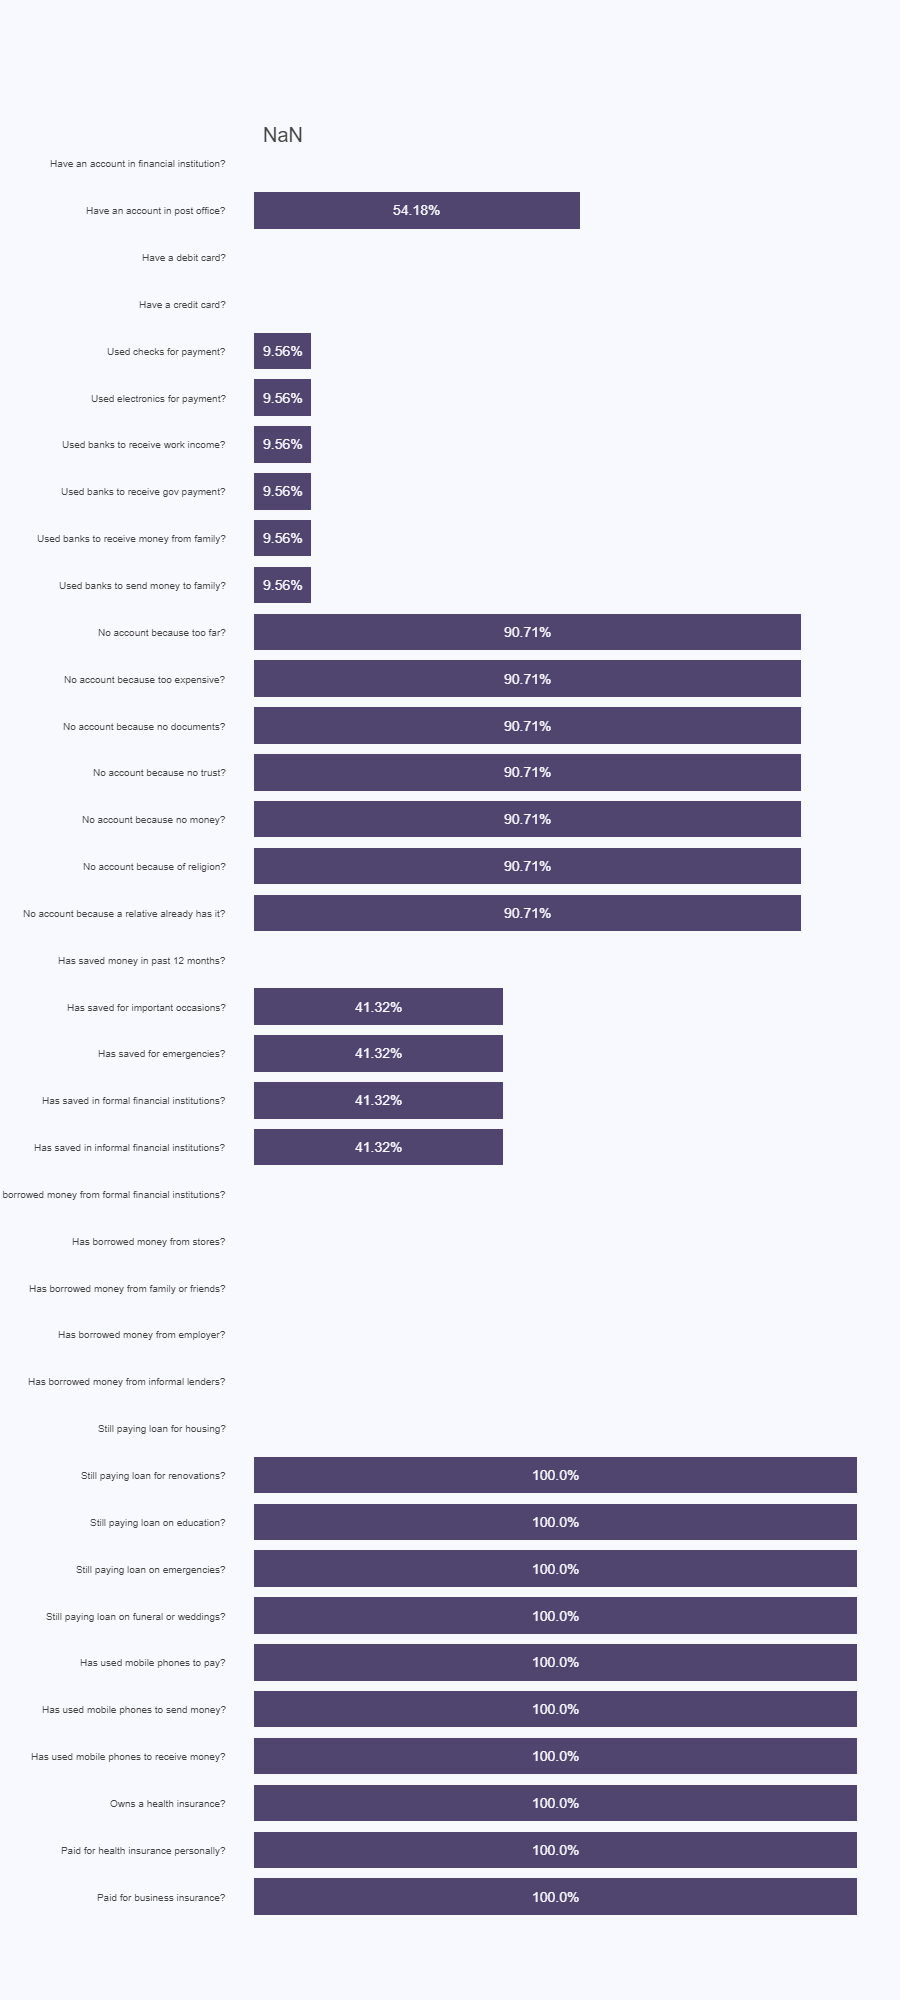 NaN
Have an account in financial institution?
Have an account in post office? 54.18%
Have a debit card?
Have a credit card?
Used checks for payment? 9.56%
Used electronics for payment? 9.56%
Used banks to receive work income? 9.56%
Used banks to receive gov payment? 9.56%
Used banks to receive money from family? 9.56%
Used banks to send money to family? 9.56%
No account because too far? 90.71%
No account because too expensive? 90.71%
No account because no documents? 90.71%
No account because no trust? 90.71%
No account because no money? 90.71%
No account because of religion? 90.71%
No account because a relative already has it? 90.71%
Has saved money in past 12 months?
Has saved for important occasions? 41.32%
Has saved for emergencies? 41.32%
Has saved in formal financial institutions? 41.32%
Has saved in informal financial institutions? 41.32%
borrowed money from formal financial institutions?
Has borrowed money from stores?
Has borrowed money from family or friends?
Has borrowed money from employer?
Has borrowed money from informal lenders?
Still paying loan for housing?
Still paying loan for renovations? 100.0%
Still paying loan on education? 100.0%
Still paying loan on emergencies? 100.0%
Still paying loan on funeral or weddings? 100.0%
Has used mobile phones to pay? 100.0%
Has used mobile phones to send money? 100.0%
Has used mobile phones to receive money? 100.0%
Owns a health insurance? 100.0%
Paid for health insurance personally? 100.0%
Paid for business insurance? 100.0%